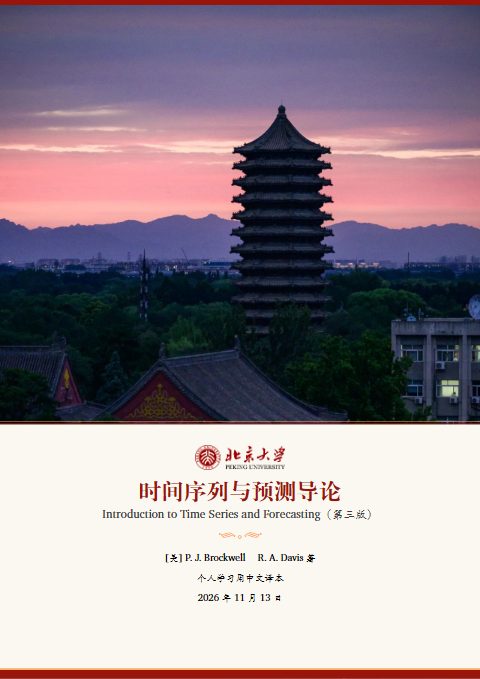 北京大学
PEKING UNIVERSITY
时间序列与预测导论
Introduction to Time Series and Forecasting（第三版）
[美] P. J. Brockwell R. A. Davis 著
个人学习用中文译本
2026 年 11 月 13 日